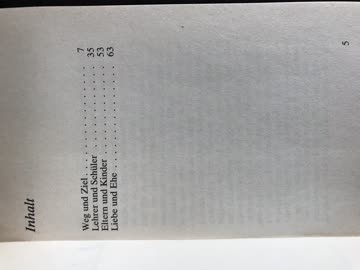 Inhalt
Weg und Ziel . . . . . . . . . . . . . . . 7
Lehrer und Schüler . . . . . . . . . . . . 35
Eltern und Kinder . . . . . . . . . . . . . 53
Liebe und Ehe . . . . . . . . . . . . . . 63
5